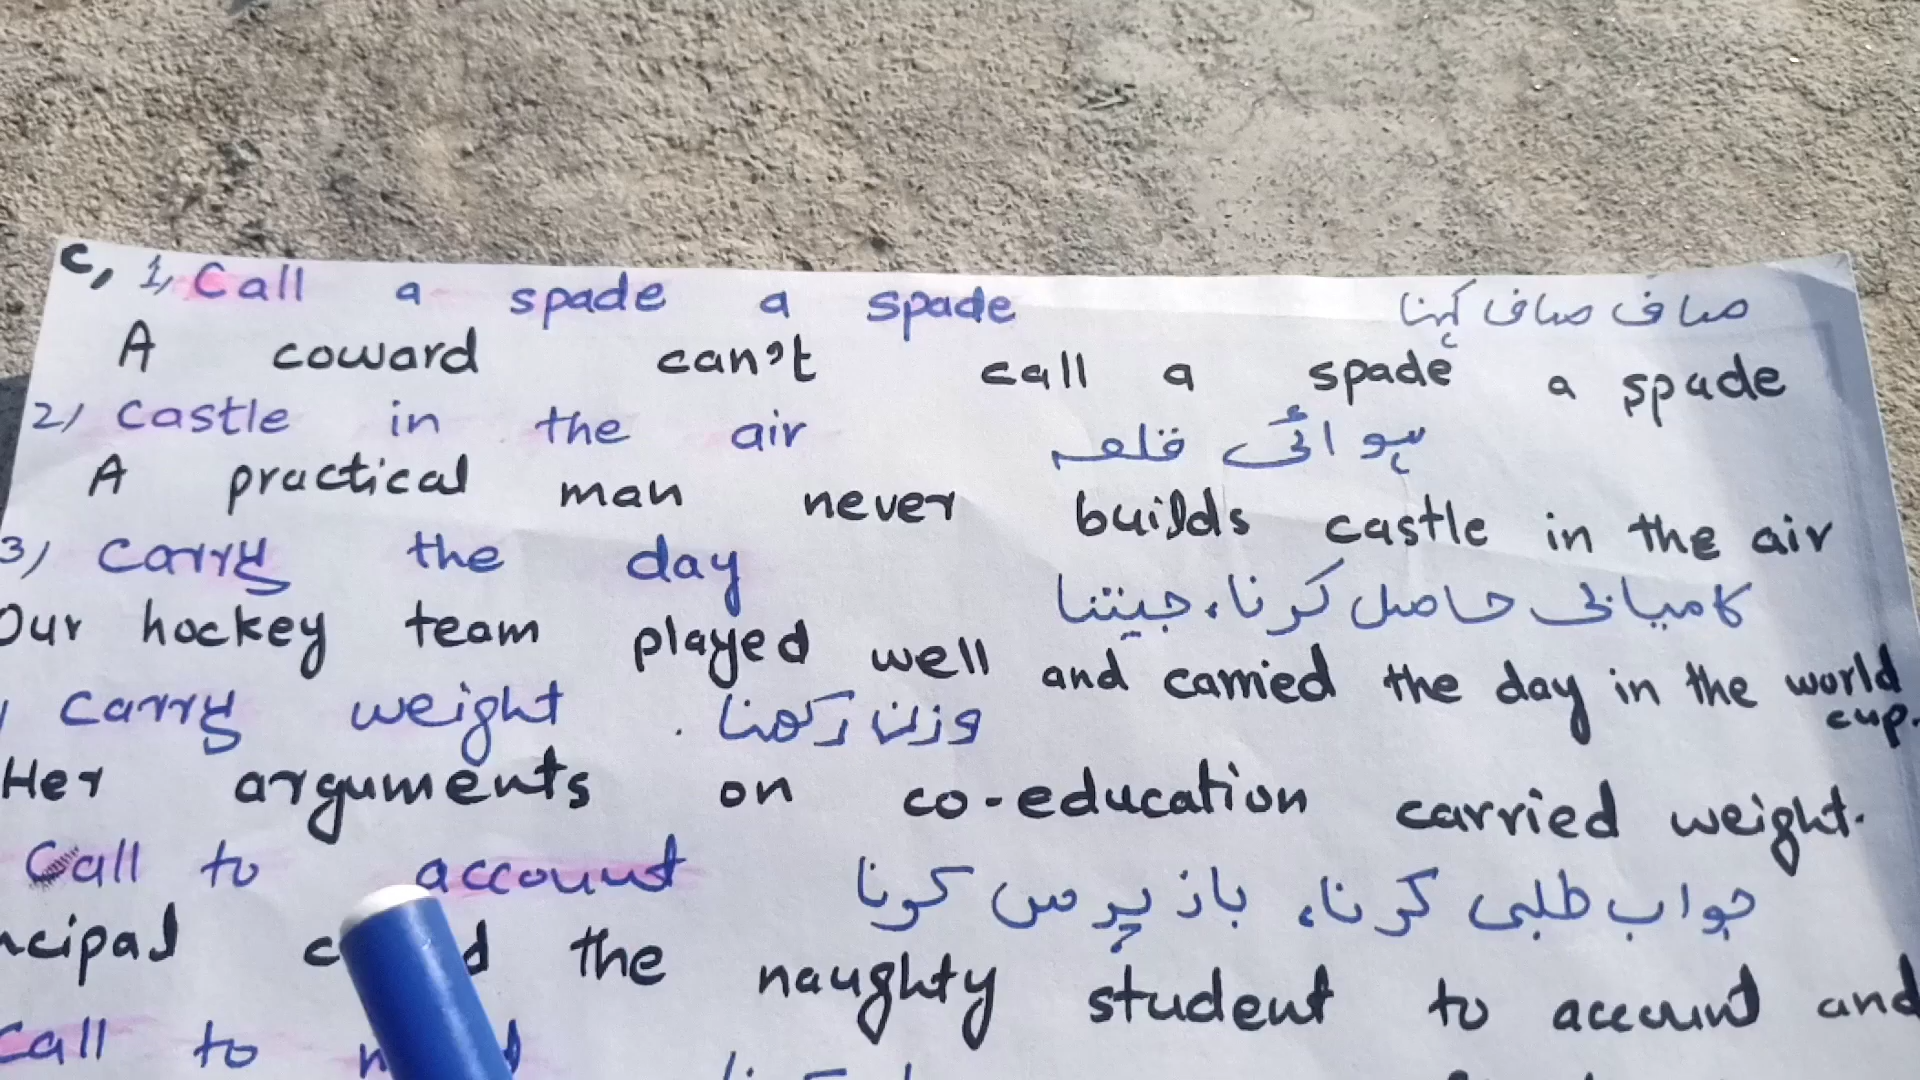 C, 1, Call a spade a spade صاف صاف کہنا
A coward can't call a spade a spade
2) Castle in the air ہوائی قلعہ
A practical man never builds castle in the air
3) Carry the day کامیابی حاصل کرنا، جیتنا
Our hockey team played well and carried the day in the world cup.
) Carry weight وزن رکھنا
Her arguments on co-education carried weight.
Call to account جواب طلبی کرنا، باز پرس کرنا
the naughty student to account and
Call to